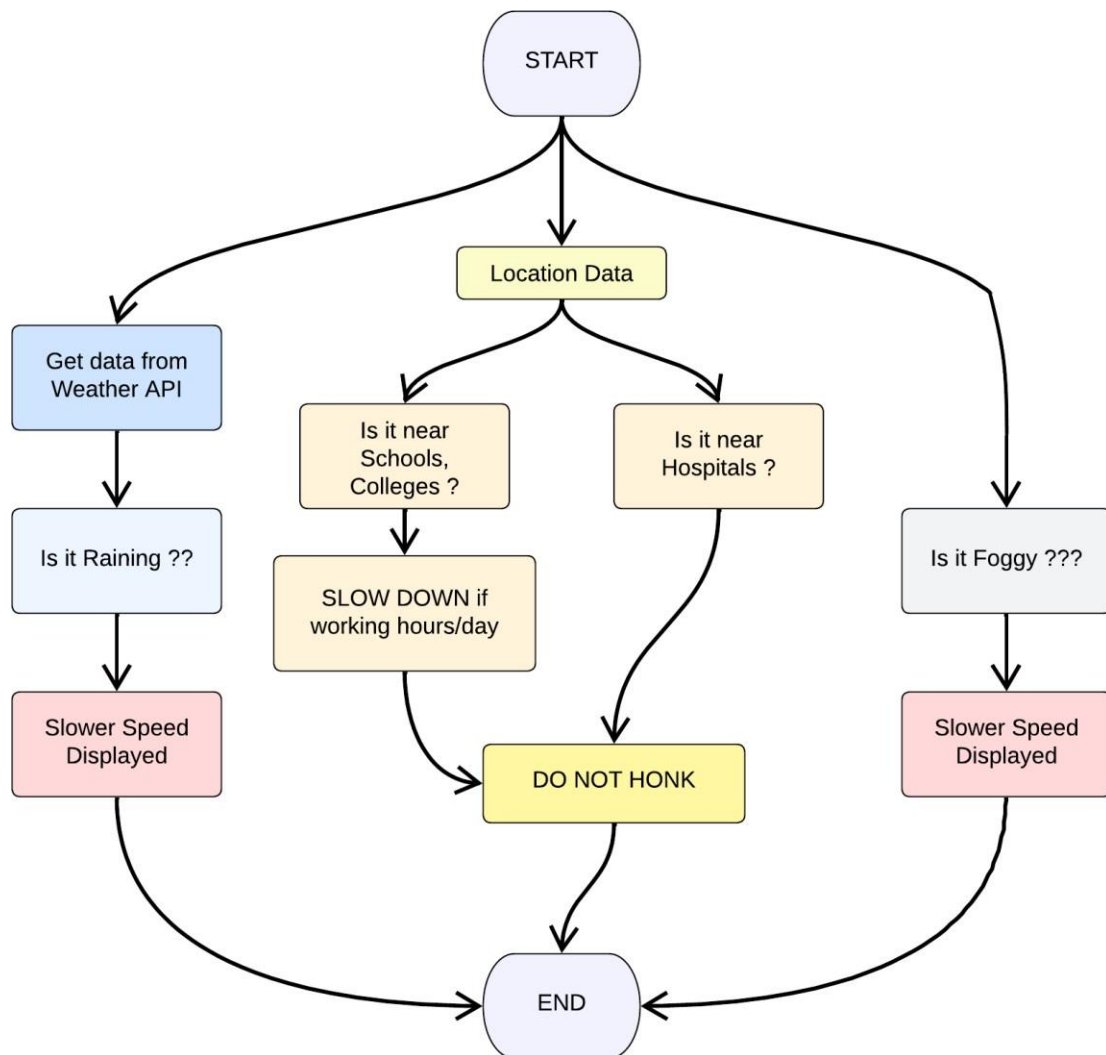 START
Location Data
Get data from
Weather API
Is it near
Schools,
Colleges ?
Is it near
Hospitals ?
Is it Raining ??
Is it Foggy ???
SLOW DOWN if
working hours/day
Slower Speed
Displayed
DO NOT HONK
Slower Speed
Displayed
END